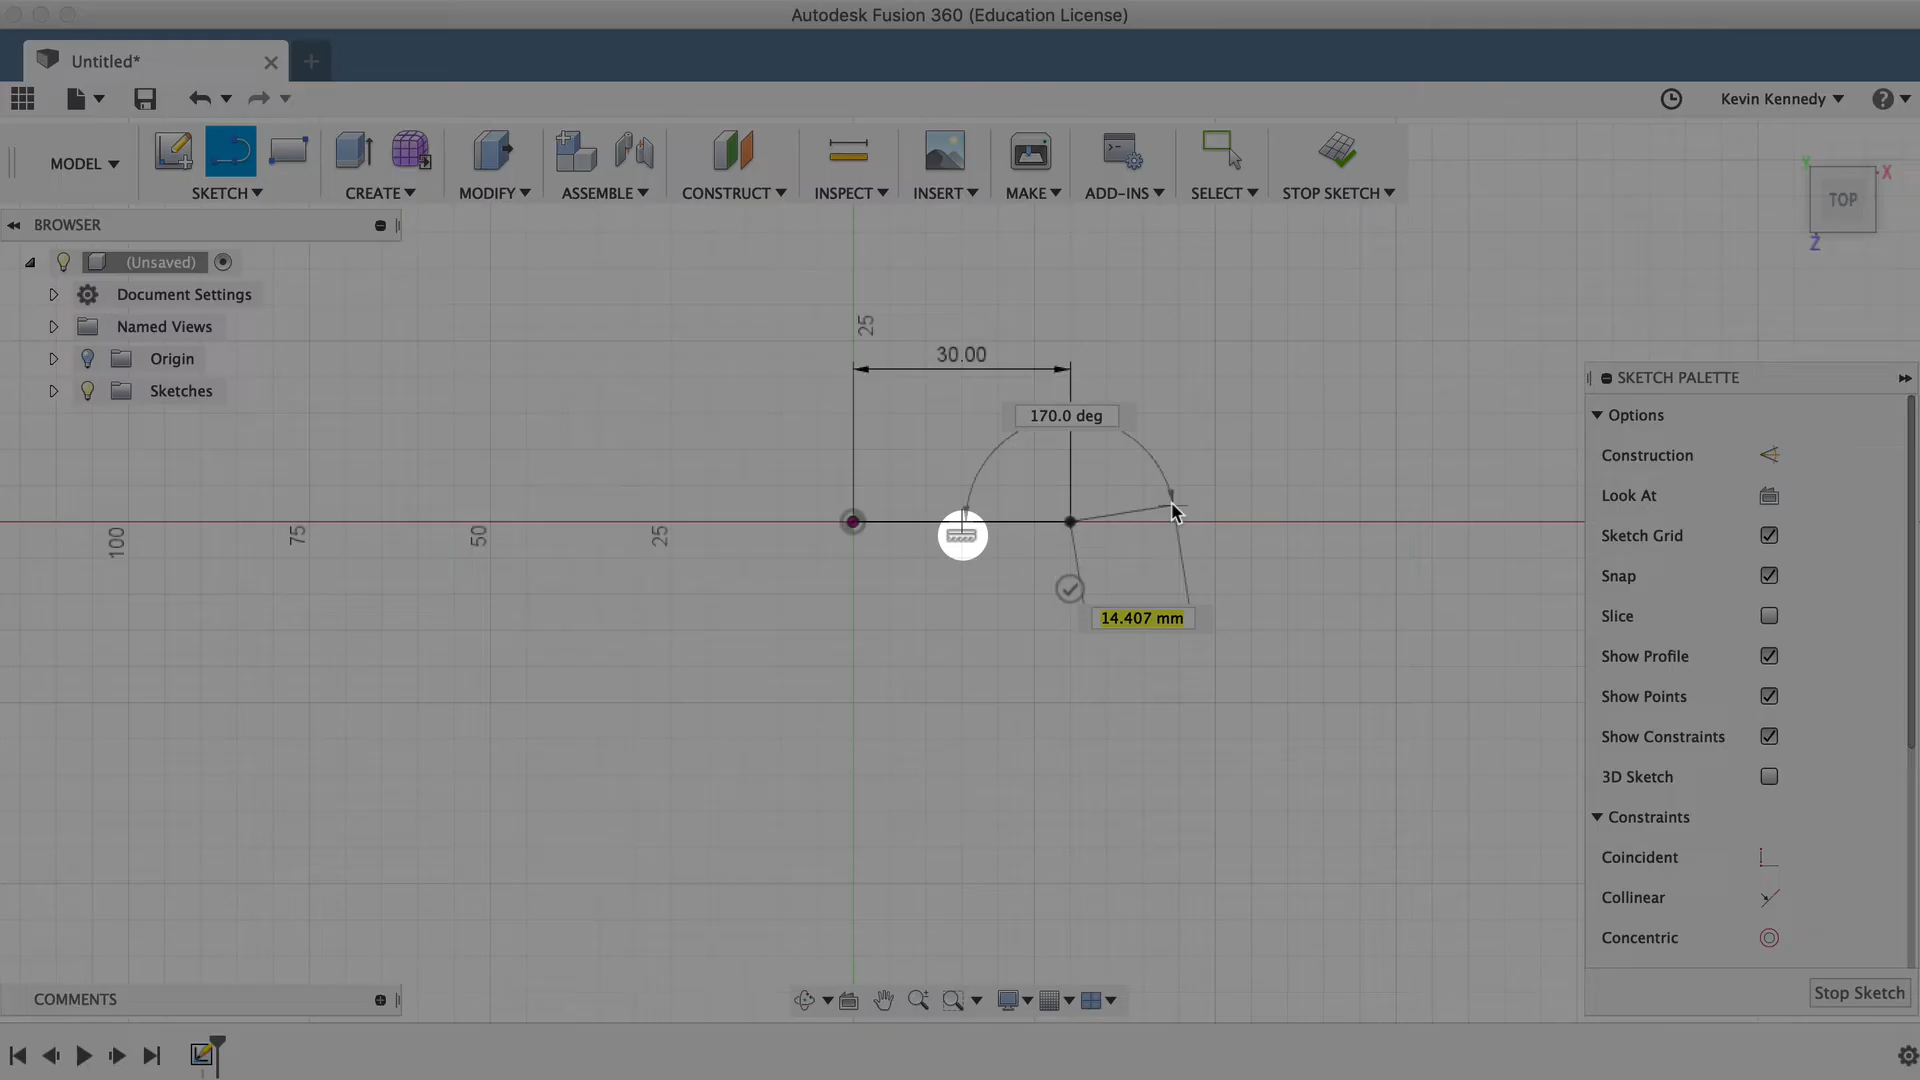 Autodesk Fusion 360 (Education License)
Untitled*
Kevin Kennedy
MODEL
SKETCH
CREATE
MODIFY
ASSEMBLE
CONSTRUCT
INSPECT
INSERT
MAKE
ADD-INS
SELECT
STOP SKETCH
BROWSER
(Unsaved)
Document Settings
Named Views
Origin
Sketches
Y
X
TOP
Z
25
30.00
170.0 deg
100
75
50
25
14.407 mm
SKETCH PALETTE
Options
Construction
Look At
Sketch Grid
Snap
Slice
Show Profile
Show Points
Show Constraints
3D Sketch
Constraints
Coincident
Collinear
Concentric
Stop Sketch
COMMENTS